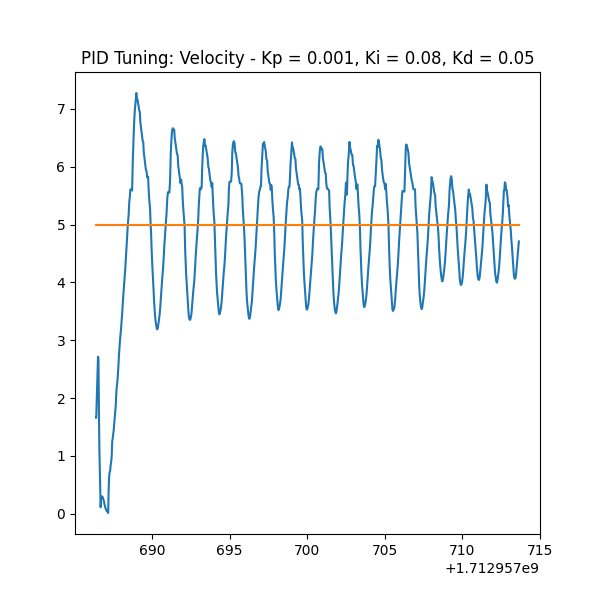 PID Tuning: Velocity - Kp = 0.001, Ki = 0.08, Kd = 0.05
7
6
5
4
3
2
1
0
690 695 700 705 710 715
+1.712957e9